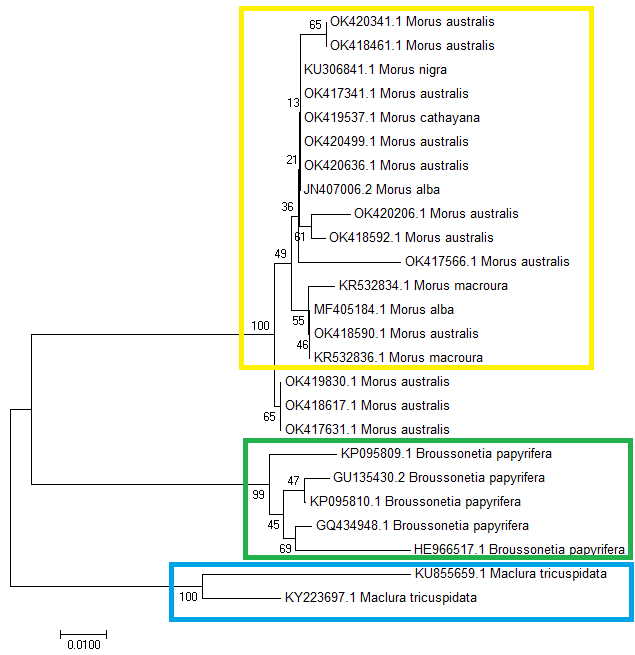 65
OK420341.1 Morus australis
OK418461.1 Morus australis
KU306841.1 Morus nigra
OK417341.1 Morus australis
13
OK419537.1 Morus cathayana
OK420499.1 Morus australis
21
OK420636.1 Morus australis
JN407006.2 Morus alba
36
OK420206.1 Morus australis
61
OK418592.1 Morus australis
49
OK417566.1 Morus australis
KR532834.1 Morus macroura
MF405184.1 Morus alba
55
100
OK418590.1 Morus australis
46
KR532836.1 Morus macroura
OK419830.1 Morus australis
OK418617.1 Morus australis
65
OK417631.1 Morus australis
KP095809.1 Broussonetia papyrifera
47
GU135430.2 Broussonetia papyrifera
99
KP095810.1 Broussonetia papyrifera
45
GQ434948.1 Broussonetia papyrifera
69
HE966517.1 Broussonetia papyrifera
KU855659.1 Maclura tricuspidata
100
KY223697.1 Maclura tricuspidata
0.0100